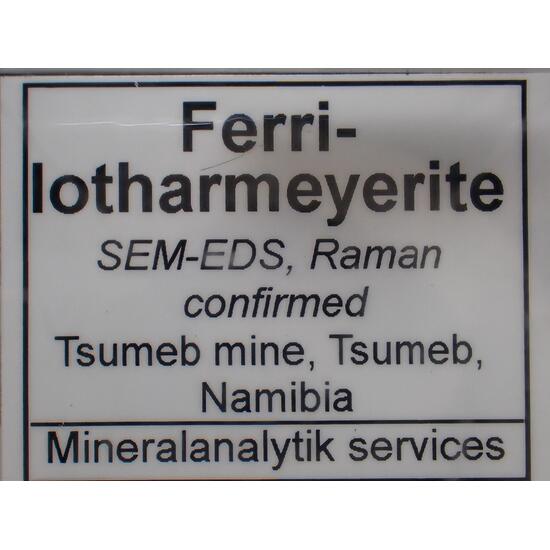 Ferri-
lotharmeyerite
SEM-EDS, Raman
confirmed
Tsumeb mine, Tsumeb,
Namibia
Mineralanalytik services